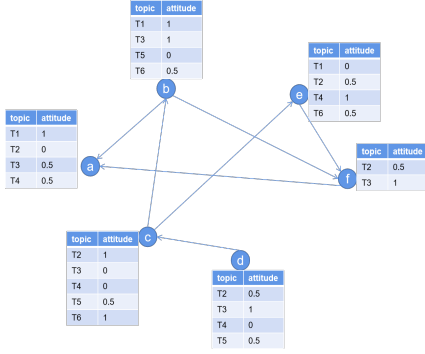 topic attitude
T1 1
T3 1
T5 0
T6 0.5
b
topic attitude
T1 0
T2 0.5
T4 1
T6 0.5
e
topic attitude
T1 1
T2 0
T3 0.5
T4 0.5
a
topic attitude
T2 0.5
T3 1
f
topic attitude
T2 1
T3 0
T4 0
T5 0.5
T6 1
c
d
topic attitude
T2 0.5
T3 1
T4 0
T5 0.5